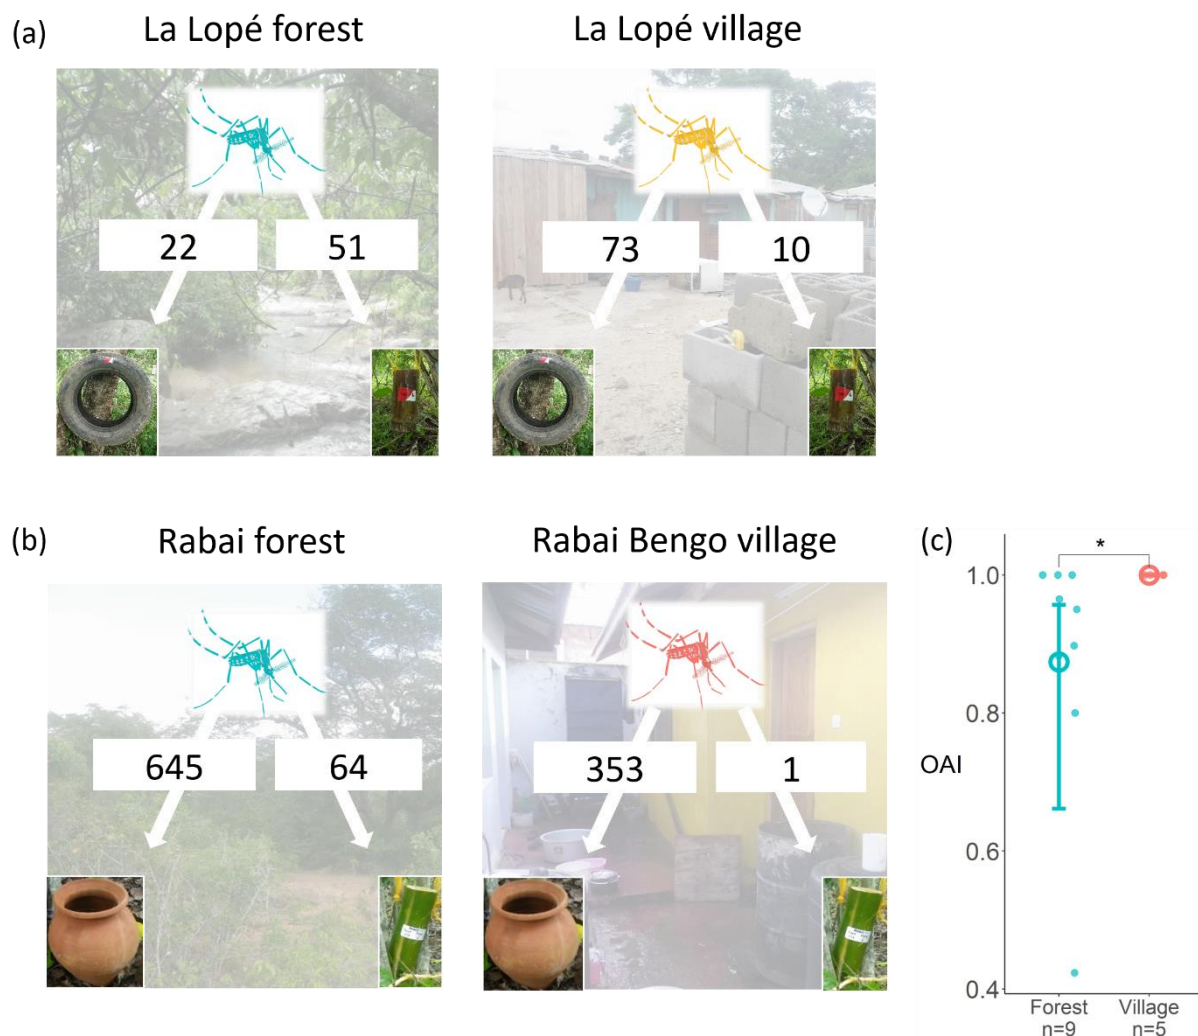 (a)
La Lopé forest
La Lopé village
22
51
73
10
(b)
Rabai forest
Rabai Bengo village
(c)
645
64
353
1
*
1.0
0.8
OAI
0.6
0.4
Forest
n=9
Village
n=5